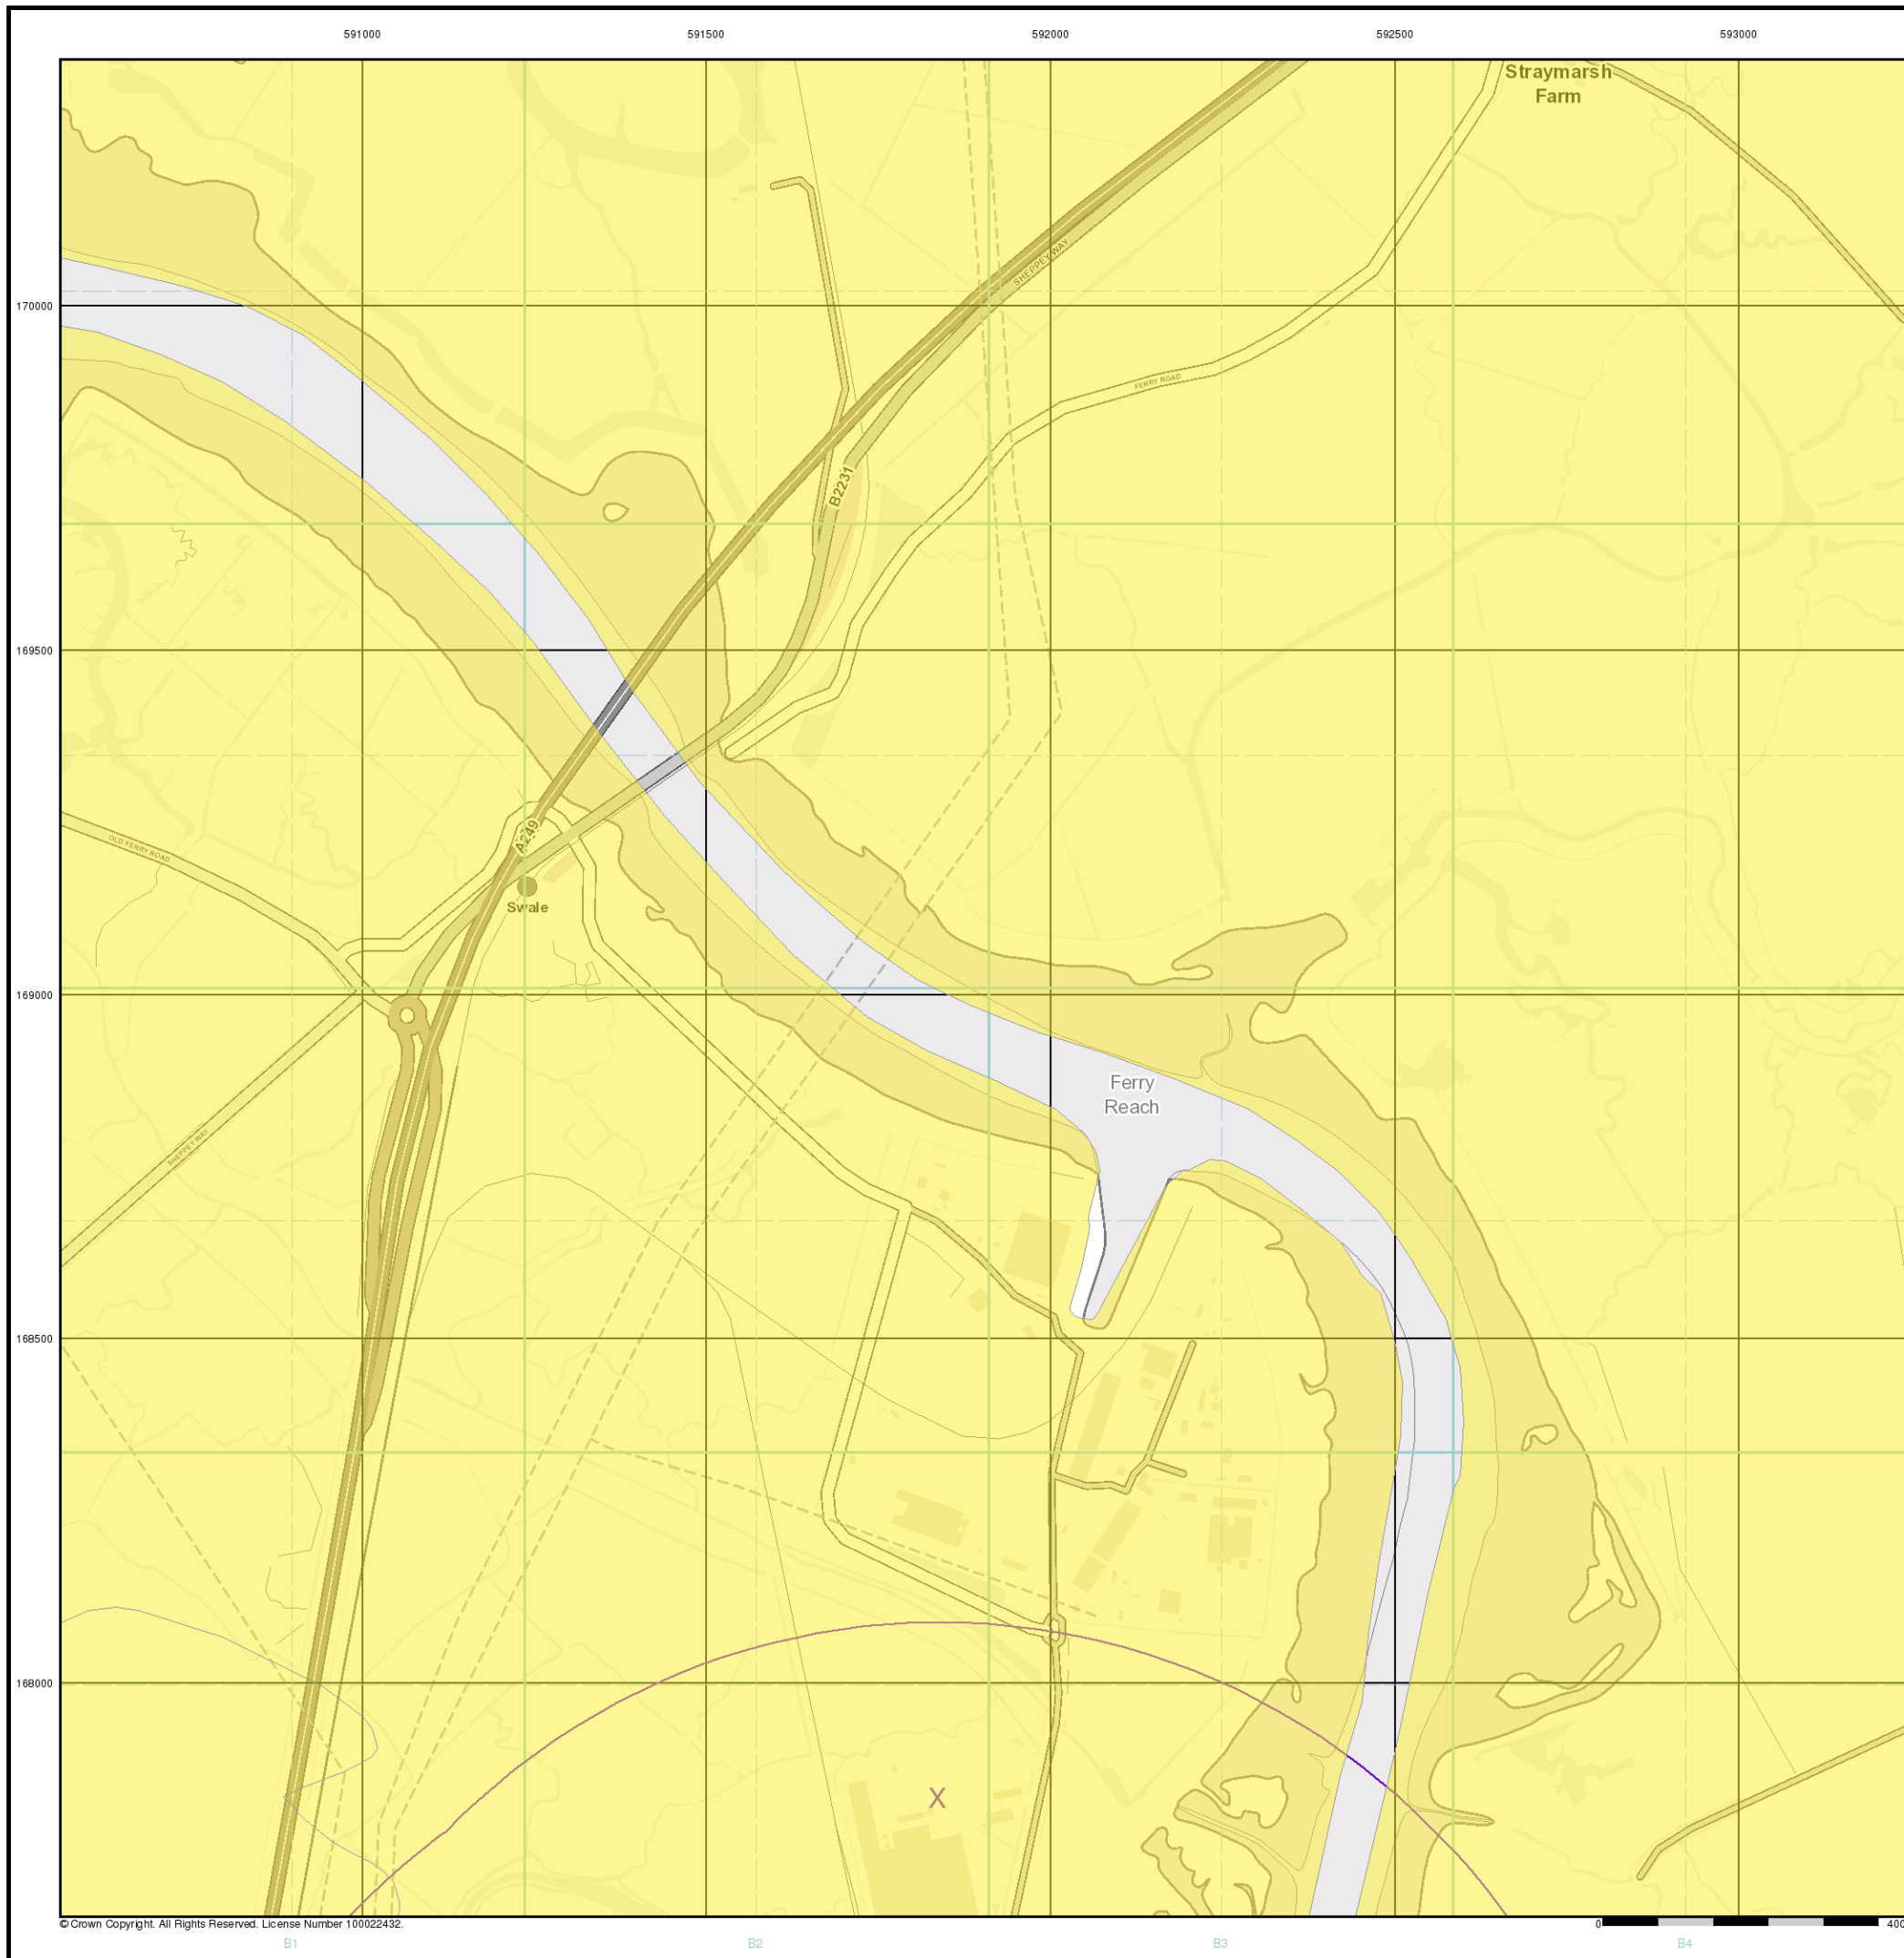 591000 591500 592000 592500 593000
Straymarsh
Farm
SHEPPEY WAY
170000
FERRY ROAD
B2231
169500
A249
OLD FERRY ROAD
Swale
169000
Ferry
Reach
SHEPPEY WAY
168500
168000
X
© Crown Copyright. All Rights Reserved. License Number 100022432.
0 400
B1 B2 B3 B4